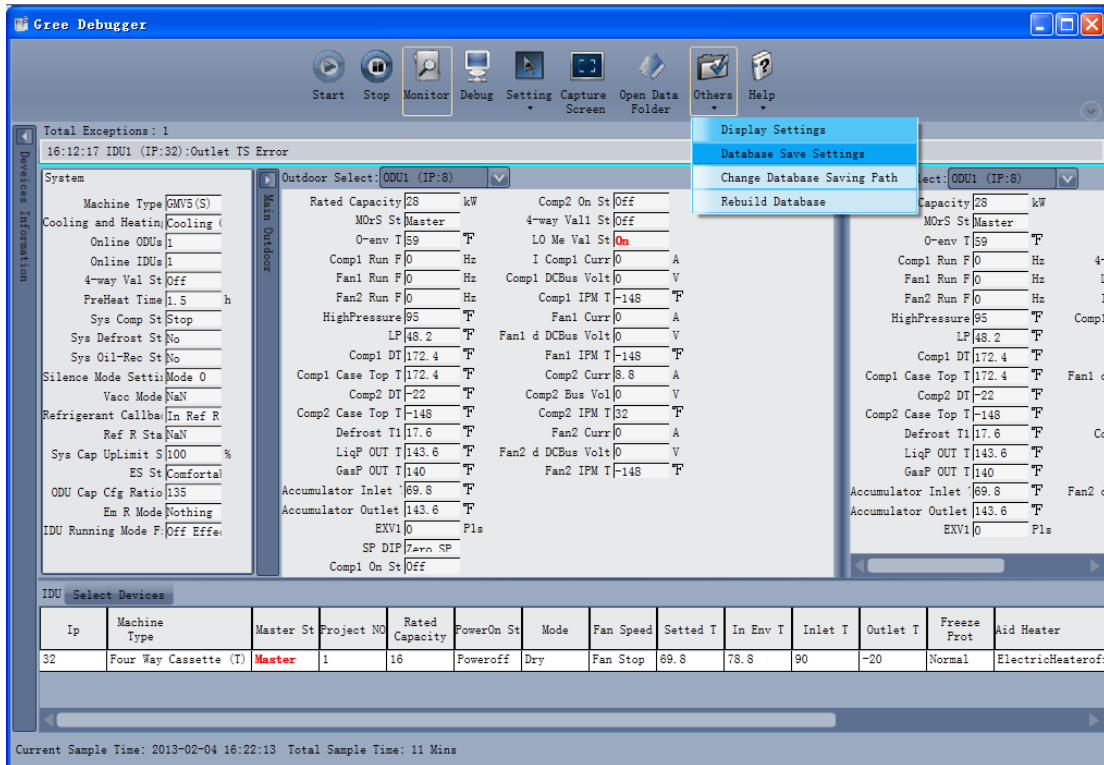 Gree Debugger
Start Stop Monitor Debug Setting Capture Screen Open Data Folder Others Help
Display Settings
Database Save Settings
Change Database Saving Path
Rebuild Database
Total Exceptions: 1
16:12:17 IDU1 (IP:32):Outlet TS Error
Deveices Information
System
Machine Type GMV5(S)
Cooling and Heatin Cooling (
Online ODUs 1
Online IDUs 1
4-way Val St Off
PreHeat Time 1.5 h
Sys Comp St Stop
Sys Defrost St No
Sys Oil-Rec St No
Silence Mode Setti Mode 0
Vacc Mode NaN
Refrigerant Callba In Ref R
Ref R Sta NaN
Sys Cap UpLimit S 100 %
ES St Comforta
ODU Cap Cfg Ratio 135
Em R Mode Nothing
IDU Running Mode F: Off Effe
Main Outdoor
Outdoor Select: ODU1 (IP:8)
Rated Capacity 28 kW
MOrS St Master
O-env T 59 ℉
Comp1 Run F 0 Hz
Fan1 Run F 0 Hz
Fan2 Run F 0 Hz
HighPressure 95 ℉
LP 48.2 ℉
Comp1 DT 172.4 ℉
Comp1 Case Top T 172.4 ℉
Comp2 DT -22 ℉
Comp2 Case Top T -148 ℉
Defrost T1 17.6 ℉
LiqP OUT T 143.6 ℉
GasP OUT T 140 ℉
Accumulator Inlet 69.8 ℉
Accumulator Outlet 143.6 ℉
EXV1 0 Pls
SP DIP Zero SP
Comp1 On St Off
Comp2 On St Off
4-way Val1 St Off
LO Me Val St On
I Comp1 Curr 0 A
Comp1 DCBus Volt 0 V
Comp1 IPM T -148 ℉
Fan1 Curr 0 A
Fan1 d DCBus Volt 0 V
Fan1 IPM T -148 ℉
Comp2 Curr 8.8 A
Comp2 Bus Vol 0 V
Comp2 IPM T 32 ℉
Fan2 Curr 0 A
Fan2 d DCBus Volt 0 V
Fan2 IPM T -148 ℉
lect: ODU1 (IP:8)
Capacity 28 kW
MOrS St Master
O-env T 59 ℉
Comp1 Run F 0 Hz 4-
Fan1 Run F 0 Hz
Fan2 Run F 0 Hz
HighPressure 95 ℉ Comp1
LP 48.2 ℉
Comp1 DT 172.4 ℉
Comp1 Case Top T 172.4 ℉ Fan1 d
Comp2 DT -22 ℉
Comp2 Case Top T -148 ℉
Defrost T1 17.6 ℉ Co
LiqP OUT T 143.6 ℉
GasP OUT T 140 ℉
Accumulator Inlet 69.8 ℉ Fan2 d
Accumulator Outlet 143.6 ℉
EXV1 0 Pls
IDU Select Devices
Ip Machine Type Master St Project NO Rated Capacity PowerOn St Mode Fan Speed Setted T In Env T Inlet T Outlet T Freeze Prot Aid Heater
32 Four Way Cassette (T) Master 1 16 Poweroff Dry Fan Stop 69.8 78.8 90 -20 Normal ElectricHeaterof
Current Sample Time: 2013-02-04 16:22:13 Total Sample Time: 11 Mins